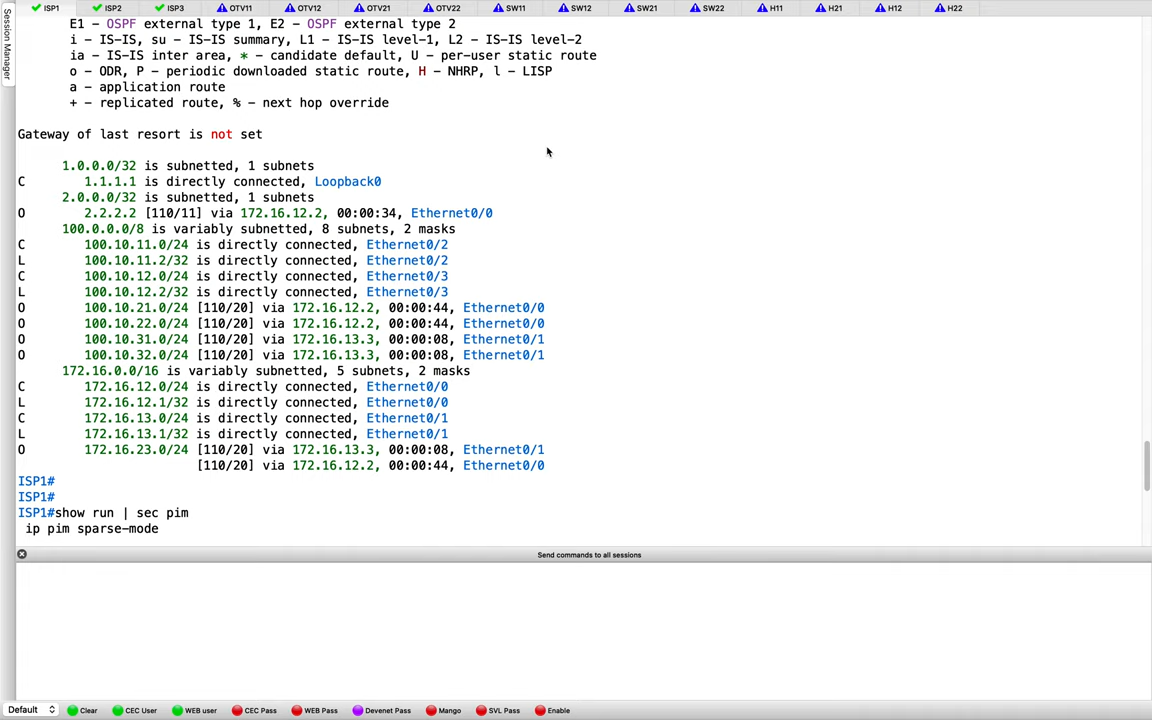 ISP1 ISP2 ISP3 OTV11 OTV12 OTV21 OTV22 SW11 SW12 SW21 SW22 H11 H21 H12 H22
Session Manager
E1 - OSPF external type 1, E2 - OSPF external type 2
i - IS-IS, su - IS-IS summary, L1 - IS-IS level-1, L2 - IS-IS level-2
ia - IS-IS inter area, * - candidate default, U - per-user static route
o - ODR, P - periodic downloaded static route, H - NHRP, l - LISP
a - application route
+ - replicated route, % - next hop override
Gateway of last resort is not set
1.0.0.0/32 is subnetted, 1 subnets
C 1.1.1.1 is directly connected, Loopback0
2.0.0.0/32 is subnetted, 1 subnets
O 2.2.2.2 [110/11] via 172.16.12.2, 00:00:34, Ethernet0/0
100.0.0.0/8 is variably subnetted, 8 subnets, 2 masks
C 100.10.11.0/24 is directly connected, Ethernet0/2
L 100.10.11.2/32 is directly connected, Ethernet0/2
C 100.10.12.0/24 is directly connected, Ethernet0/3
L 100.10.12.2/32 is directly connected, Ethernet0/3
O 100.10.21.0/24 [110/20] via 172.16.12.2, 00:00:44, Ethernet0/0
O 100.10.22.0/24 [110/20] via 172.16.12.2, 00:00:44, Ethernet0/0
O 100.10.31.0/24 [110/20] via 172.16.13.3, 00:00:08, Ethernet0/1
O 100.10.32.0/24 [110/20] via 172.16.13.3, 00:00:08, Ethernet0/1
172.16.0.0/16 is variably subnetted, 5 subnets, 2 masks
C 172.16.12.0/24 is directly connected, Ethernet0/0
L 172.16.12.1/32 is directly connected, Ethernet0/0
C 172.16.13.0/24 is directly connected, Ethernet0/1
L 172.16.13.1/32 is directly connected, Ethernet0/1
O 172.16.23.0/24 [110/20] via 172.16.13.3, 00:00:08, Ethernet0/1
[110/20] via 172.16.12.2, 00:00:44, Ethernet0/0
ISP1#
ISP1#
ISP1#show run | sec pim
ip pim sparse-mode
Send commands to all sessions
Default Clear CEC User WEB user CEC Pass WEB Pass Devenet Pass Mango SVL Pass Enable